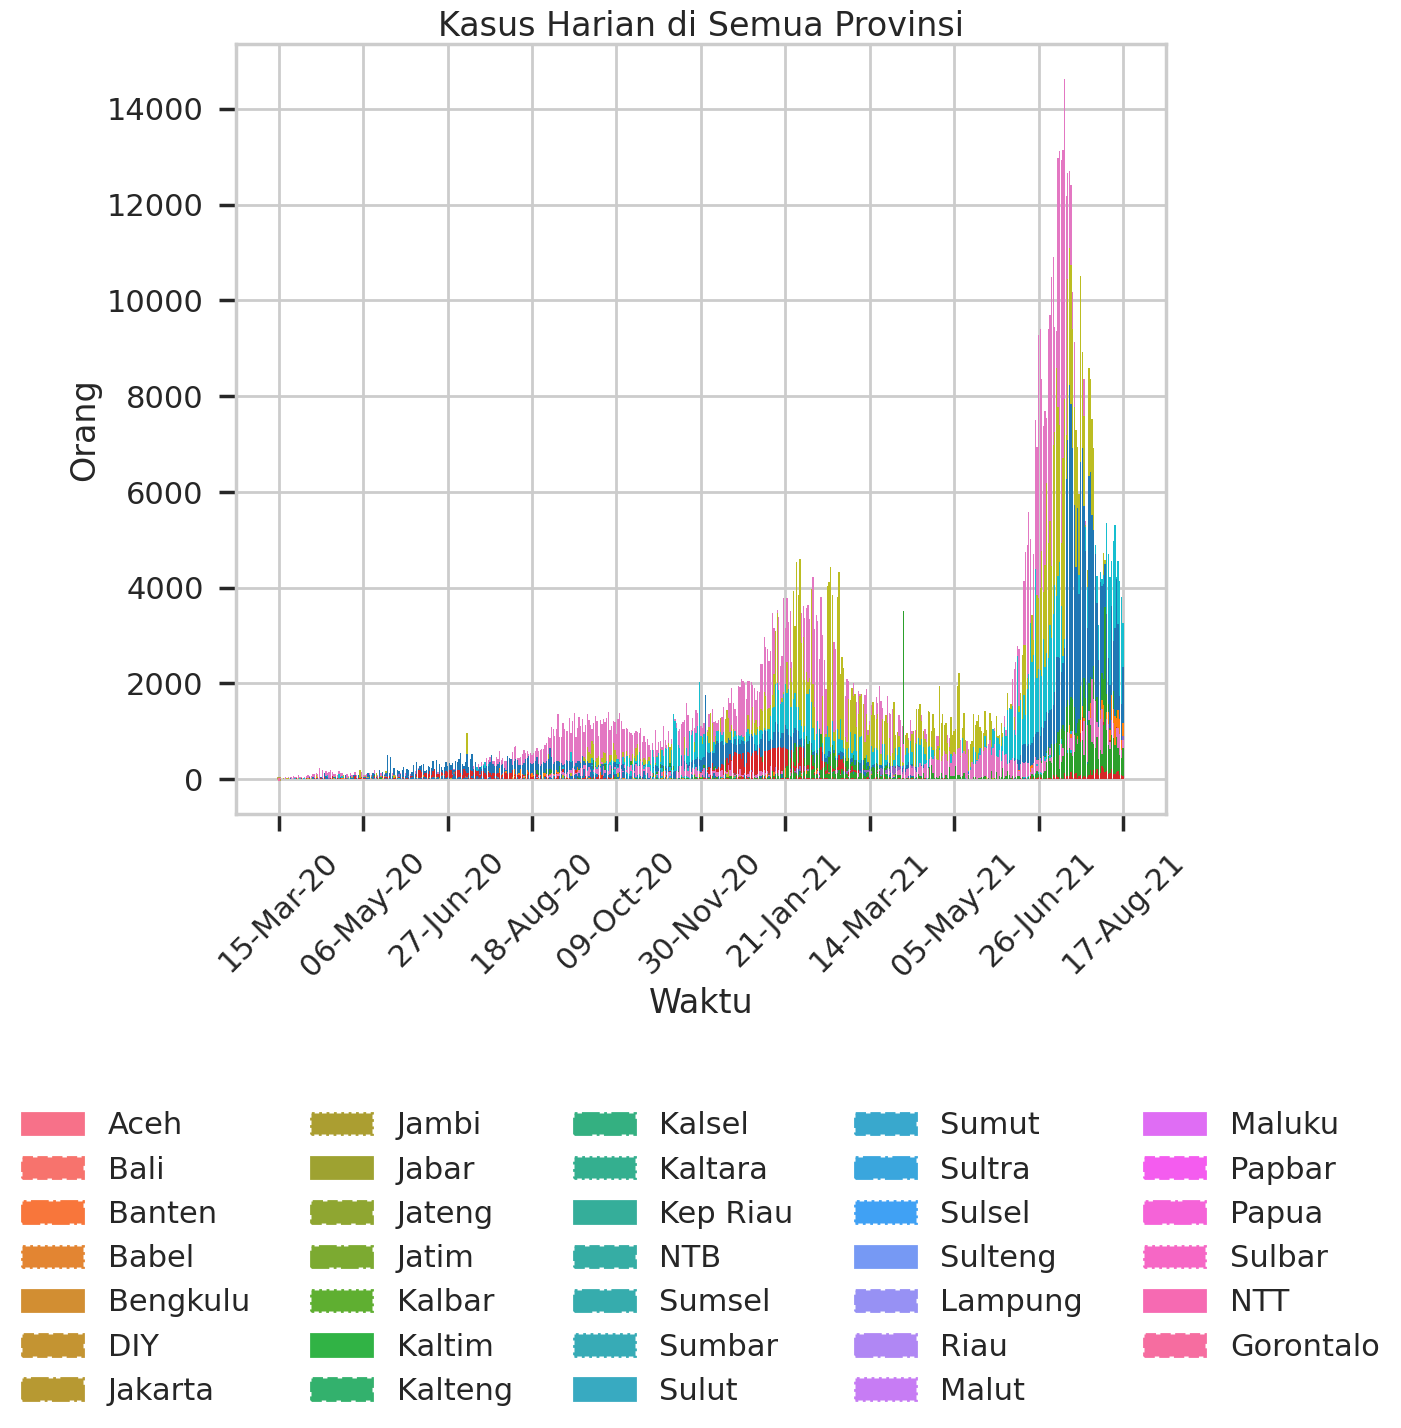 Kasus Harian di Semua Provinsi
14000
12000
10000
8000
6000
4000
2000
0
Orang
15-Mar-20
06-May-20
27-Jun-20
18-Aug-20
09-Oct-20
30-Nov-20
21-Jan-21
14-Mar-21
05-May-21
26-Jun-21
17-Aug-21
Waktu
Aceh
Bali
Banten
Babel
Bengkulu
DIY
Jakarta
Jambi
Jabar
Jateng
Jatim
Kalbar
Kaltim
Kalteng
Kalsel
Kaltara
Kep Riau
NTB
Sumsel
Sumbar
Sulut
Sumut
Sultra
Sulsel
Sulteng
Lampung
Riau
Malut
Maluku
Papbar
Papua
Sulbar
NTT
Gorontalo